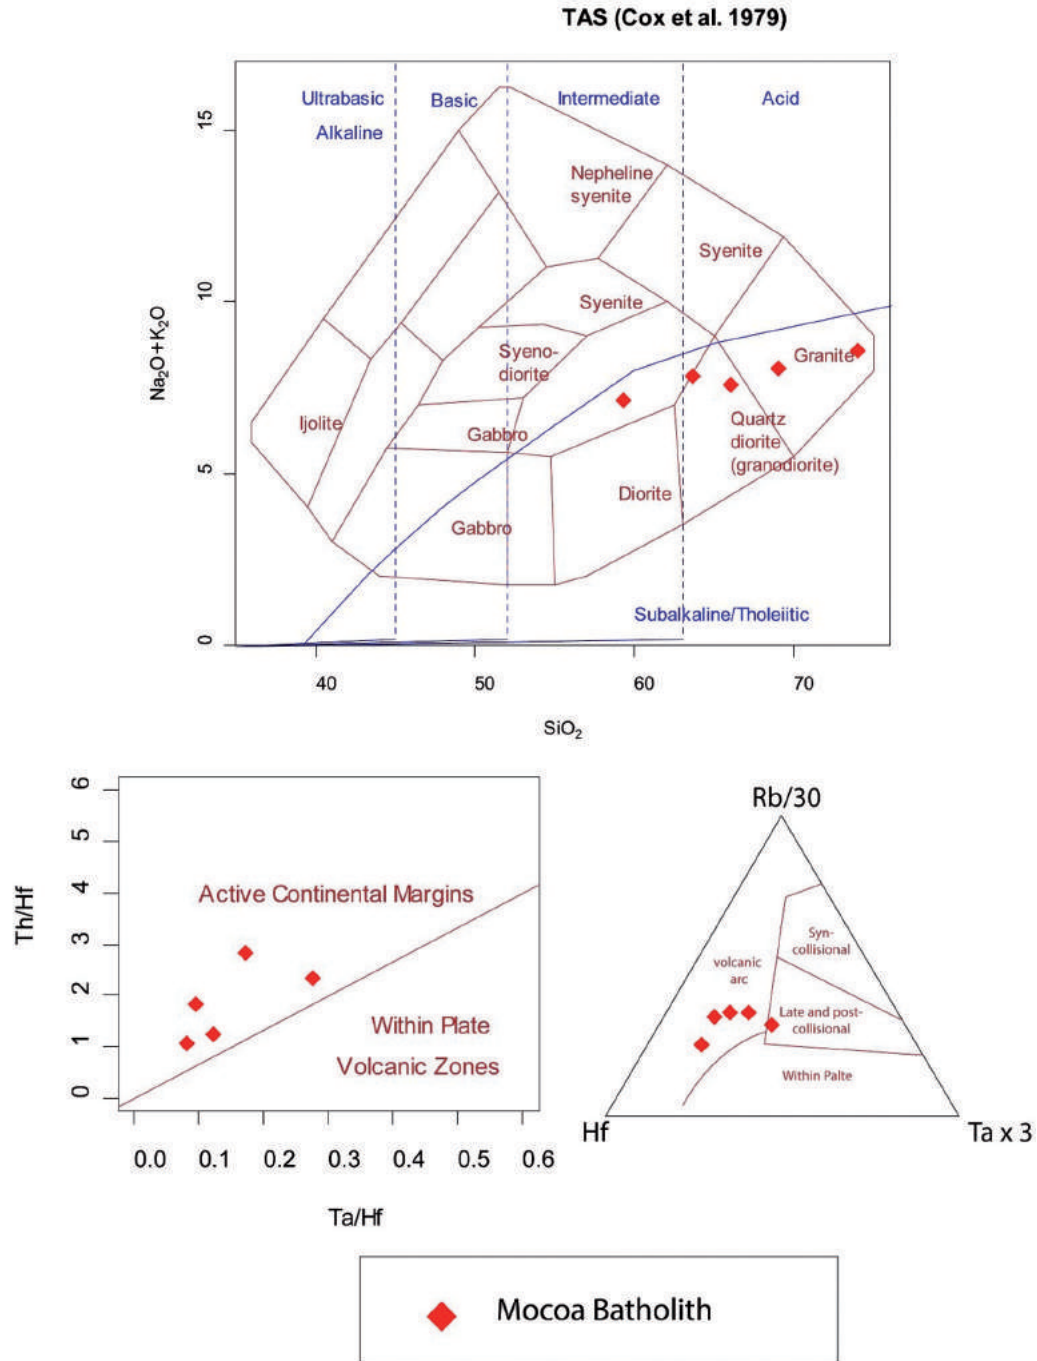 TAS (Cox et al. 1979)
Ultrabasic
Basic
Intermediate
Acid
Alkaline
15
Nepheline
syenite
Syenite
10
Syenite
Na₂O+K₂O
Syeno-
diorite
Granite
Ijolite
Gabbro
Quartz
diorite
(granodiorite)
5
Diorite
Gabbro
Subalkaline/Tholeiitic
0
40
50
60
70
SiO₂
6
5
4
3
2
1
0
Th/Hf
Active Continental Margins
Within Plate
Volcanic Zones
0.0
0.1
0.2
0.3
0.4
0.5
0.6
Ta/Hf
Rb/30
Syn-
collisional
volcanic
arc
Late and post-
collisional
Within Palte
Hf
Ta x 3
Mocoa Batholith